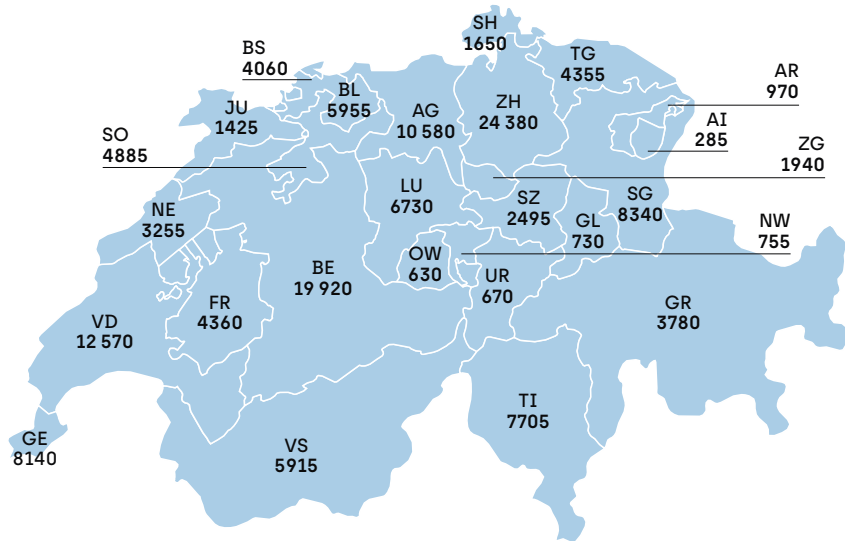 SH
1650
BS
4060
TG
4355
BL
5955
AR
970
JU
1425
AG
10 580
ZH
24 380
AI
285
SO
4885
ZG
1940
LU
6730
SZ
2495
SG
8340
NE
3255
GL
730
NW
755
OW
630
BE
19 920
UR
670
FR
4360
GR
3780
VD
12 570
TI
7705
GE
8140
VS
5915